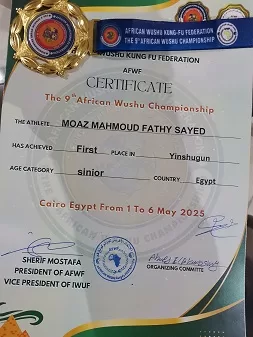 AFRICAN WUSHU KUNG-FU FEDERATION
THE 9th AFRICAN WUSHU CHAMPIONSHIP
WUSHU KUNG FU FEDERATION
AFWF
CERTIFICATE
The 9th African Wushu Championship
THE ATHLETE MOAZ MAHMOUD FATHY SAYED
HAS ACHIEVED First PLACE IN Yinshugun
AGE CATEGORY sinior COUNTRY Egypt
Cairo Egypt From 1 To 6 May 2025
SHERIF MOSTAFA
PRESIDENT OF AFWF
VICE PRESIDENT OF IWUF
ORGANIZING COMMITTE